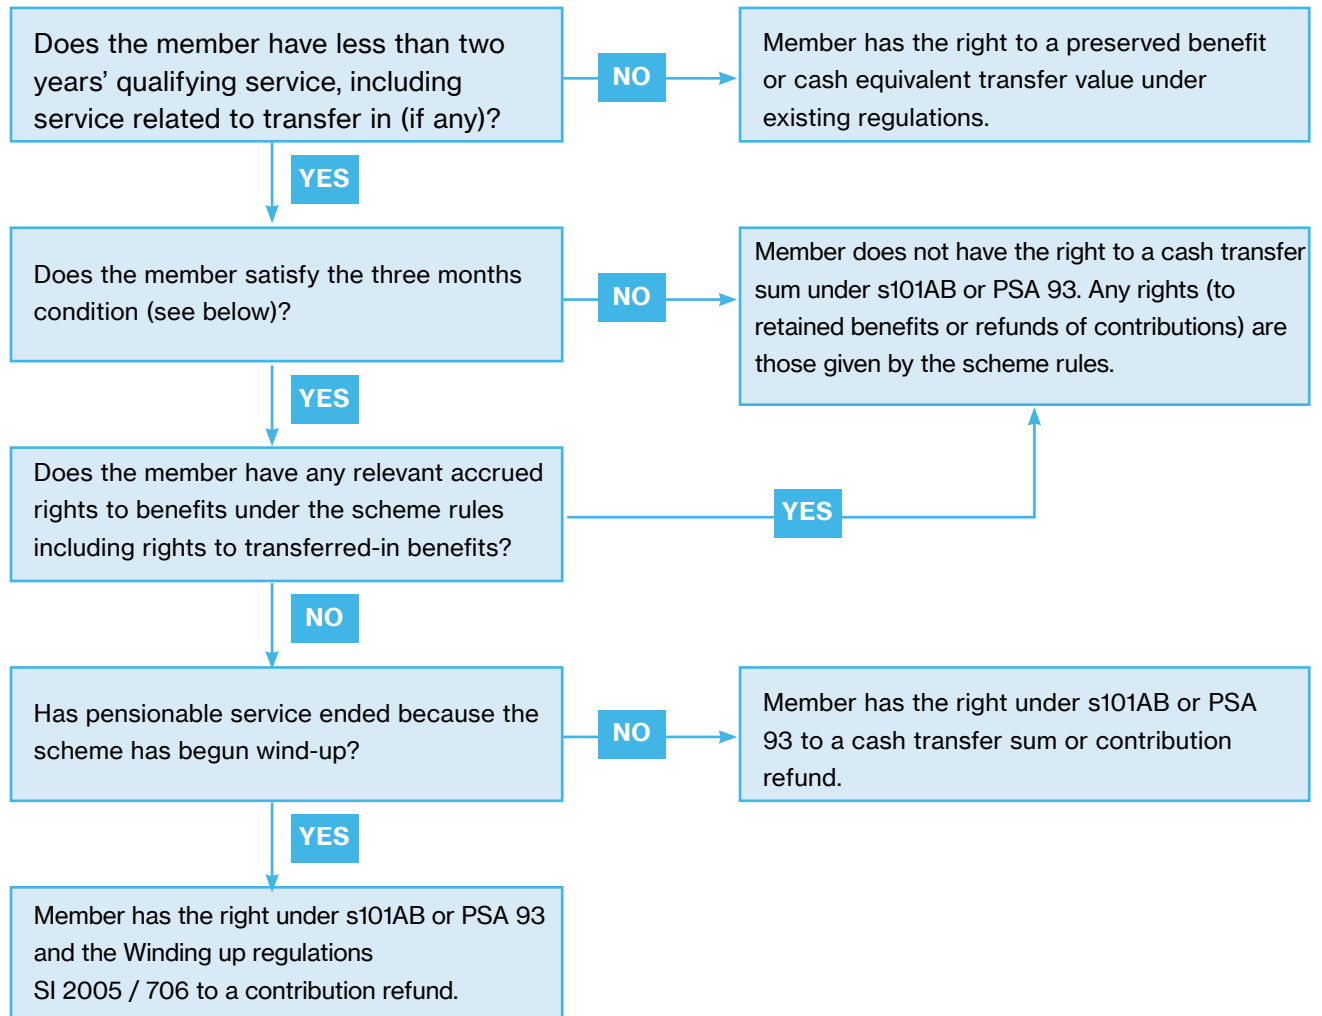 Does the member have less than two
years’ qualifying service, including
service related to transfer in (if any)?
NO
Member has the right to a preserved benefit
or cash equivalent transfer value under
existing regulations.
YES
Does the member satisfy the three months
condition (see below)?
NO
Member does not have the right to a cash transfer
sum under s101AB or PSA 93. Any rights (to
retained benefits or refunds of contributions) are
those given by the scheme rules.
YES
Does the member have any relevant accrued
rights to benefits under the scheme rules
including rights to transferred-in benefits?
YES
NO
Has pensionable service ended because the
scheme has begun wind-up?
NO
Member has the right under s101AB or PSA
93 to a cash transfer sum or contribution
refund.
YES
Member has the right under s101AB or PSA 93
and the Winding up regulations
SI 2005 / 706 to a contribution refund.